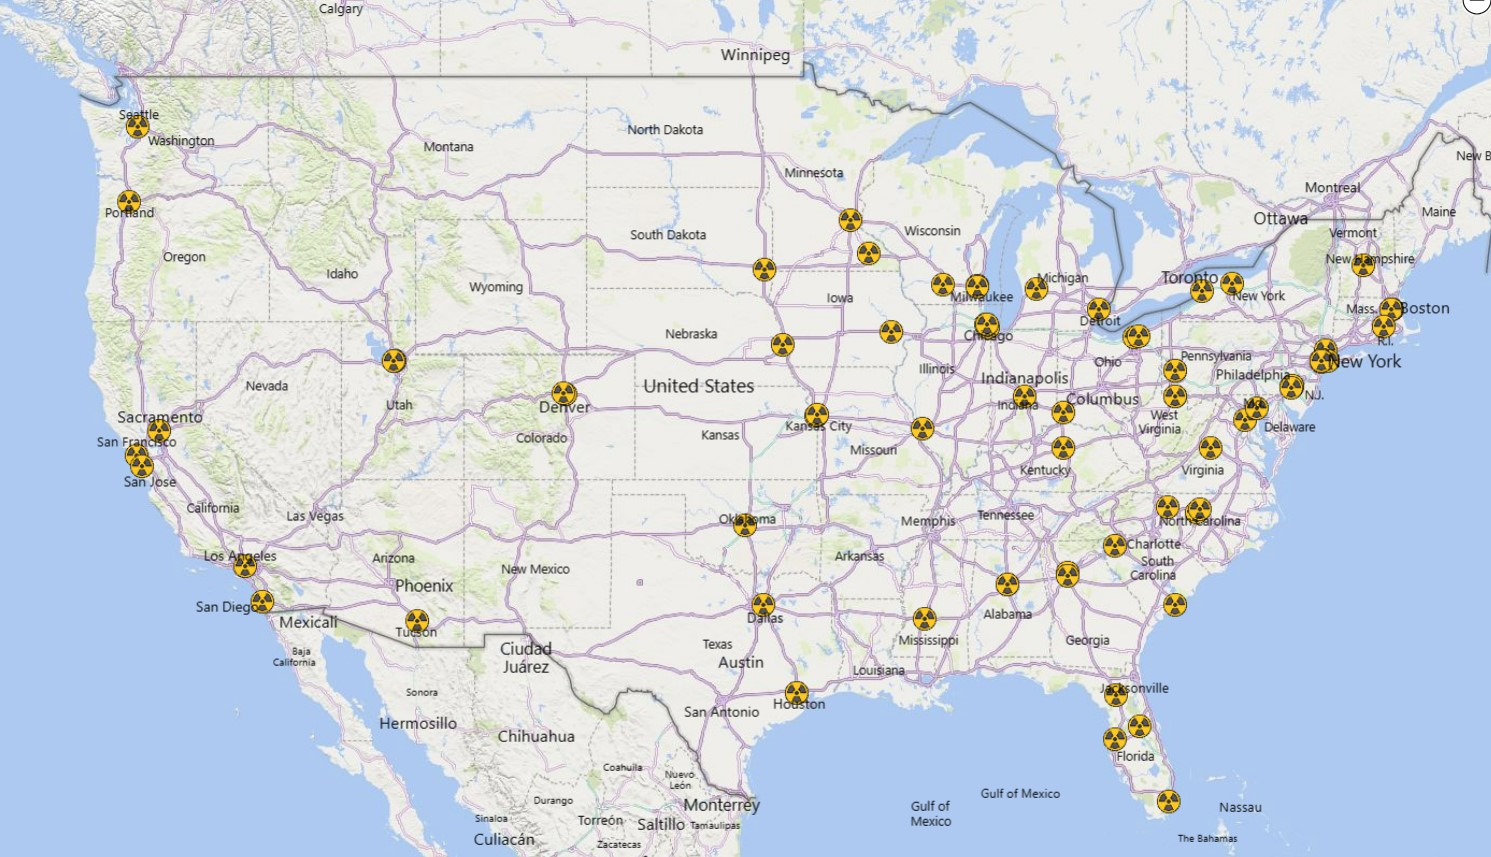 Calgary
Winnipeg
Seattle
Washington
North Dakota
Montana
Minnesota
Montreal
Ottawa
Maine
New B
Portland
Oregon
Idaho
South Dakota
Wisconsin
Vermont
New Hampshire
Wyoming
Iowa
Milwaukee
Michigan
Toronto
New York
Mass.
Boston
Nebraska
Chicago
Detroit
R.I.
Nevada
Utah
Denver
United States
Illinois
Indianapolis
Ohio
Pennsylvania
Philadelphia
New York
N.J.
Sacramento
San Francisco
San Jose
Colorado
Kansas
Kansas City
Missouri
Indiana
Columbus
West
Virginia
Delaware
Kentucky
Virginia
California
Las Vegas
Oklahoma
Memphis
Tennessee
North Carolina
Los Angeles
Arizona
Phoenix
New Mexico
Arkansas
Charlotte
South
Carolina
San Diego
Mexicali
Tucson
Dallas
Mississippi
Alabama
Georgia
Baja
California
Ciudad
Juárez
Texas
Austin
Louisiana
Sonora
Hermosillo
Chihuahua
San Antonio
Houston
Jacksonville
Florida
Coahuila
Nuevo
León
Durango
Monterrey
Gulf of
Mexico
Gulf of Mexico
Nassau
Sinaloa
Culiacán
Torreón
Saltillo
Tamaulipas
Zacatecas
The Bahamas